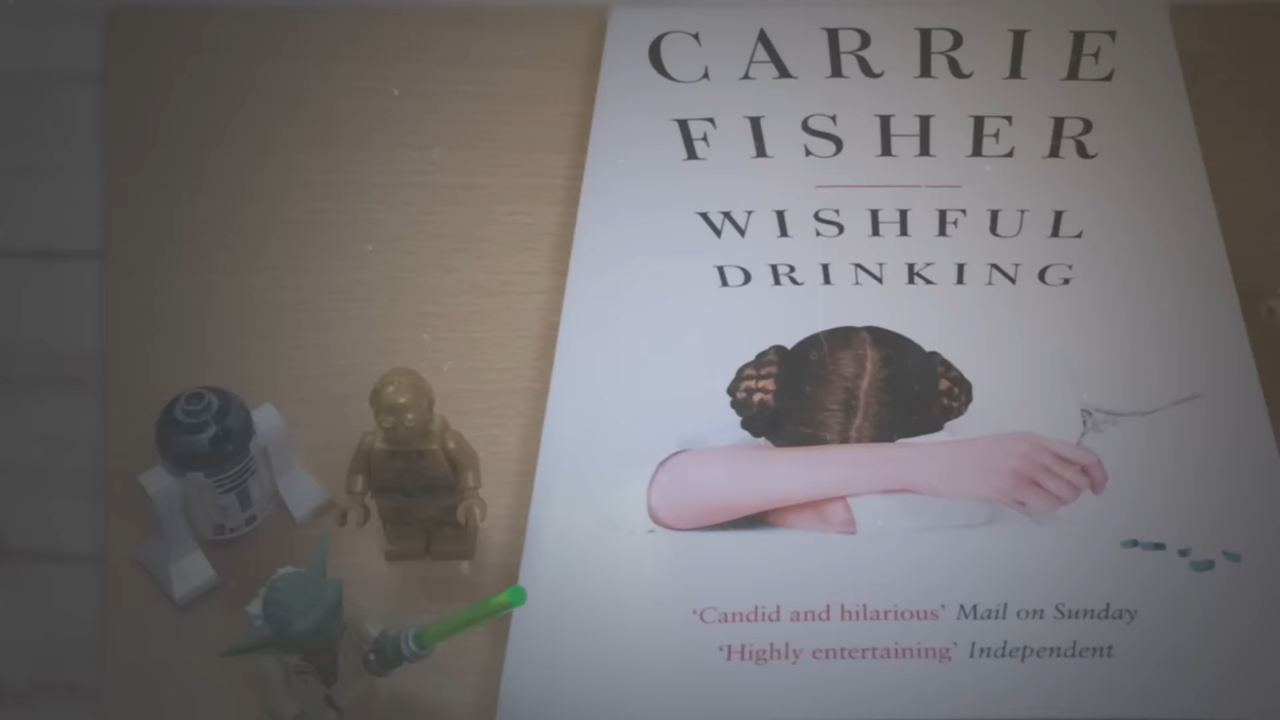 CARRIE
FISHER
WISHFUL
DRINKING
‘Candid and hilarious’ Mail on Sunday
‘Highly entertaining’ Independent